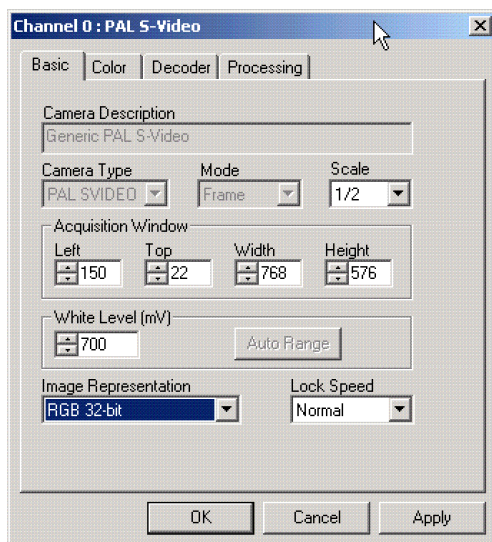 Channel 0 : PAL S-Video
Basic Color Decoder Processing
Camera Description
Generic PAL S-Video
Camera Type Mode Scale
PAL SVIDEO Frame 1/2
Acquisition Window
Left Top Width Height
150 22 768 576
White Level (mV)
700 Auto Range
Image Representation Lock Speed
RGB 32-bit Normal
OK Cancel Apply